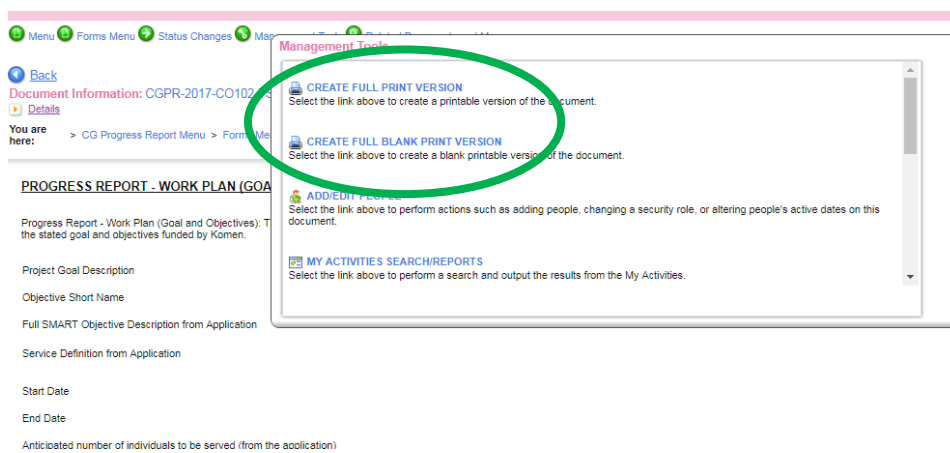 Menu Forms Menu Status Changes
Management Tools
Back
Document Information: CGPR-2017-CO102
Details
You are here: > CG Progress Report Menu >
CREATE FULL PRINT VERSION
Select the link above to create a printable version of the document.
CREATE FULL BLANK PRINT VERSION
Select the link above to create a blank printable version of the document.
ADD/EDIT PEOPLE
Select the link above to perform actions such as adding people, changing a security role, or altering people's active dates on this
document.
MY ACTIVITIES SEARCH/REPORTS
Select the link above to perform a search and output the results from the My Activities.
PROGRESS REPORT - WORK PLAN (GOA
Progress Report - Work Plan (Goal and Objectives): T
the stated goal and objectives funded by Komen.
Project Goal Description
Objective Short Name
Full SMART Objective Description from Application
Service Definition from Application
Start Date
End Date
Anticipated number of individuals to be served (from the application)